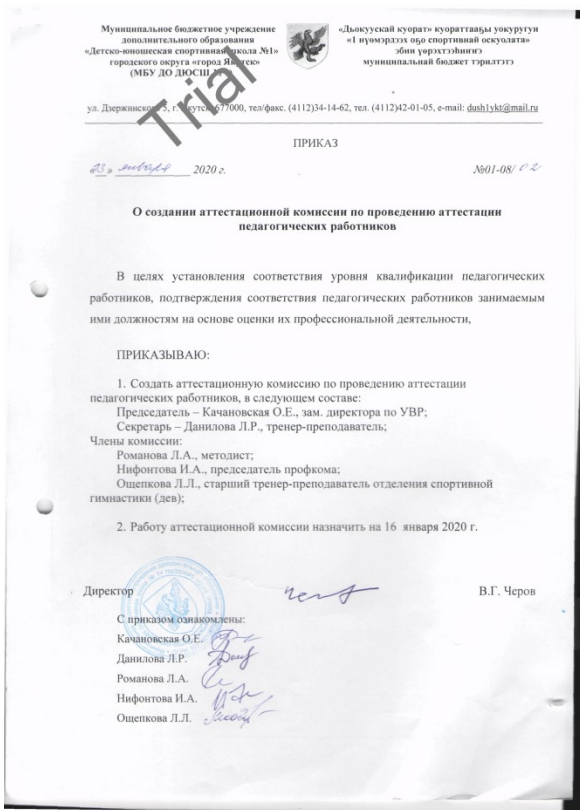 Муниципальное бюджетное учреждение
дополнительного образования
«Детско-юношеская спортивная школа №1»
городского округа «город Якутск»
(МБУ ДО ДЮСШ
«Дьокуускай куорат» куораттааҕы уокуругун
«1 нүөмэрдээх оҕо спортивнай оскуолата»
эбии үөрэхтээһиҥҥэ
муниципальнай бюджет тэрилтэтэ
Trial
ул. Дзержинского 5, г. Якутск 677000, тел/факс. (4112)34-14-62, тел. (4112)42-01-05, e-mail: dush1ykt@mail.ru
ПРИКАЗ
«23» января 2020 г. №01-08/ 02
О создании аттестационной комиссии по проведению аттестации
педагогических работников
В целях установления соответствия уровня квалификации педагогических
работников, подтверждения соответствия педагогических работников занимаемым
ими должностям на основе оценки их профессиональной деятельности,
ПРИКАЗЫВАЮ:
1. Создать аттестационную комиссию по проведению аттестации
педагогических работников, в следующем составе:
Председатель – Качановская О.Е., зам. директора по УВР;
Секретарь – Данилова Л.Р., тренер-преподаватель;
Члены комиссии:
Романова Л.А., методист;
Нифонтова И.А., председатель профкома;
Ощепкова Л.Л., старший тренер-преподаватель отделения спортивной
гимнастики (дев);
2. Работу аттестационной комиссии назначить на 16 января 2020 г.
Директор В.Г. Черов
С приказом ознакомлены:
Качановская О.Е.
Данилова Л.Р.
Романова Л.А.
Нифонтова И.А.
Ощепкова Л.Л.